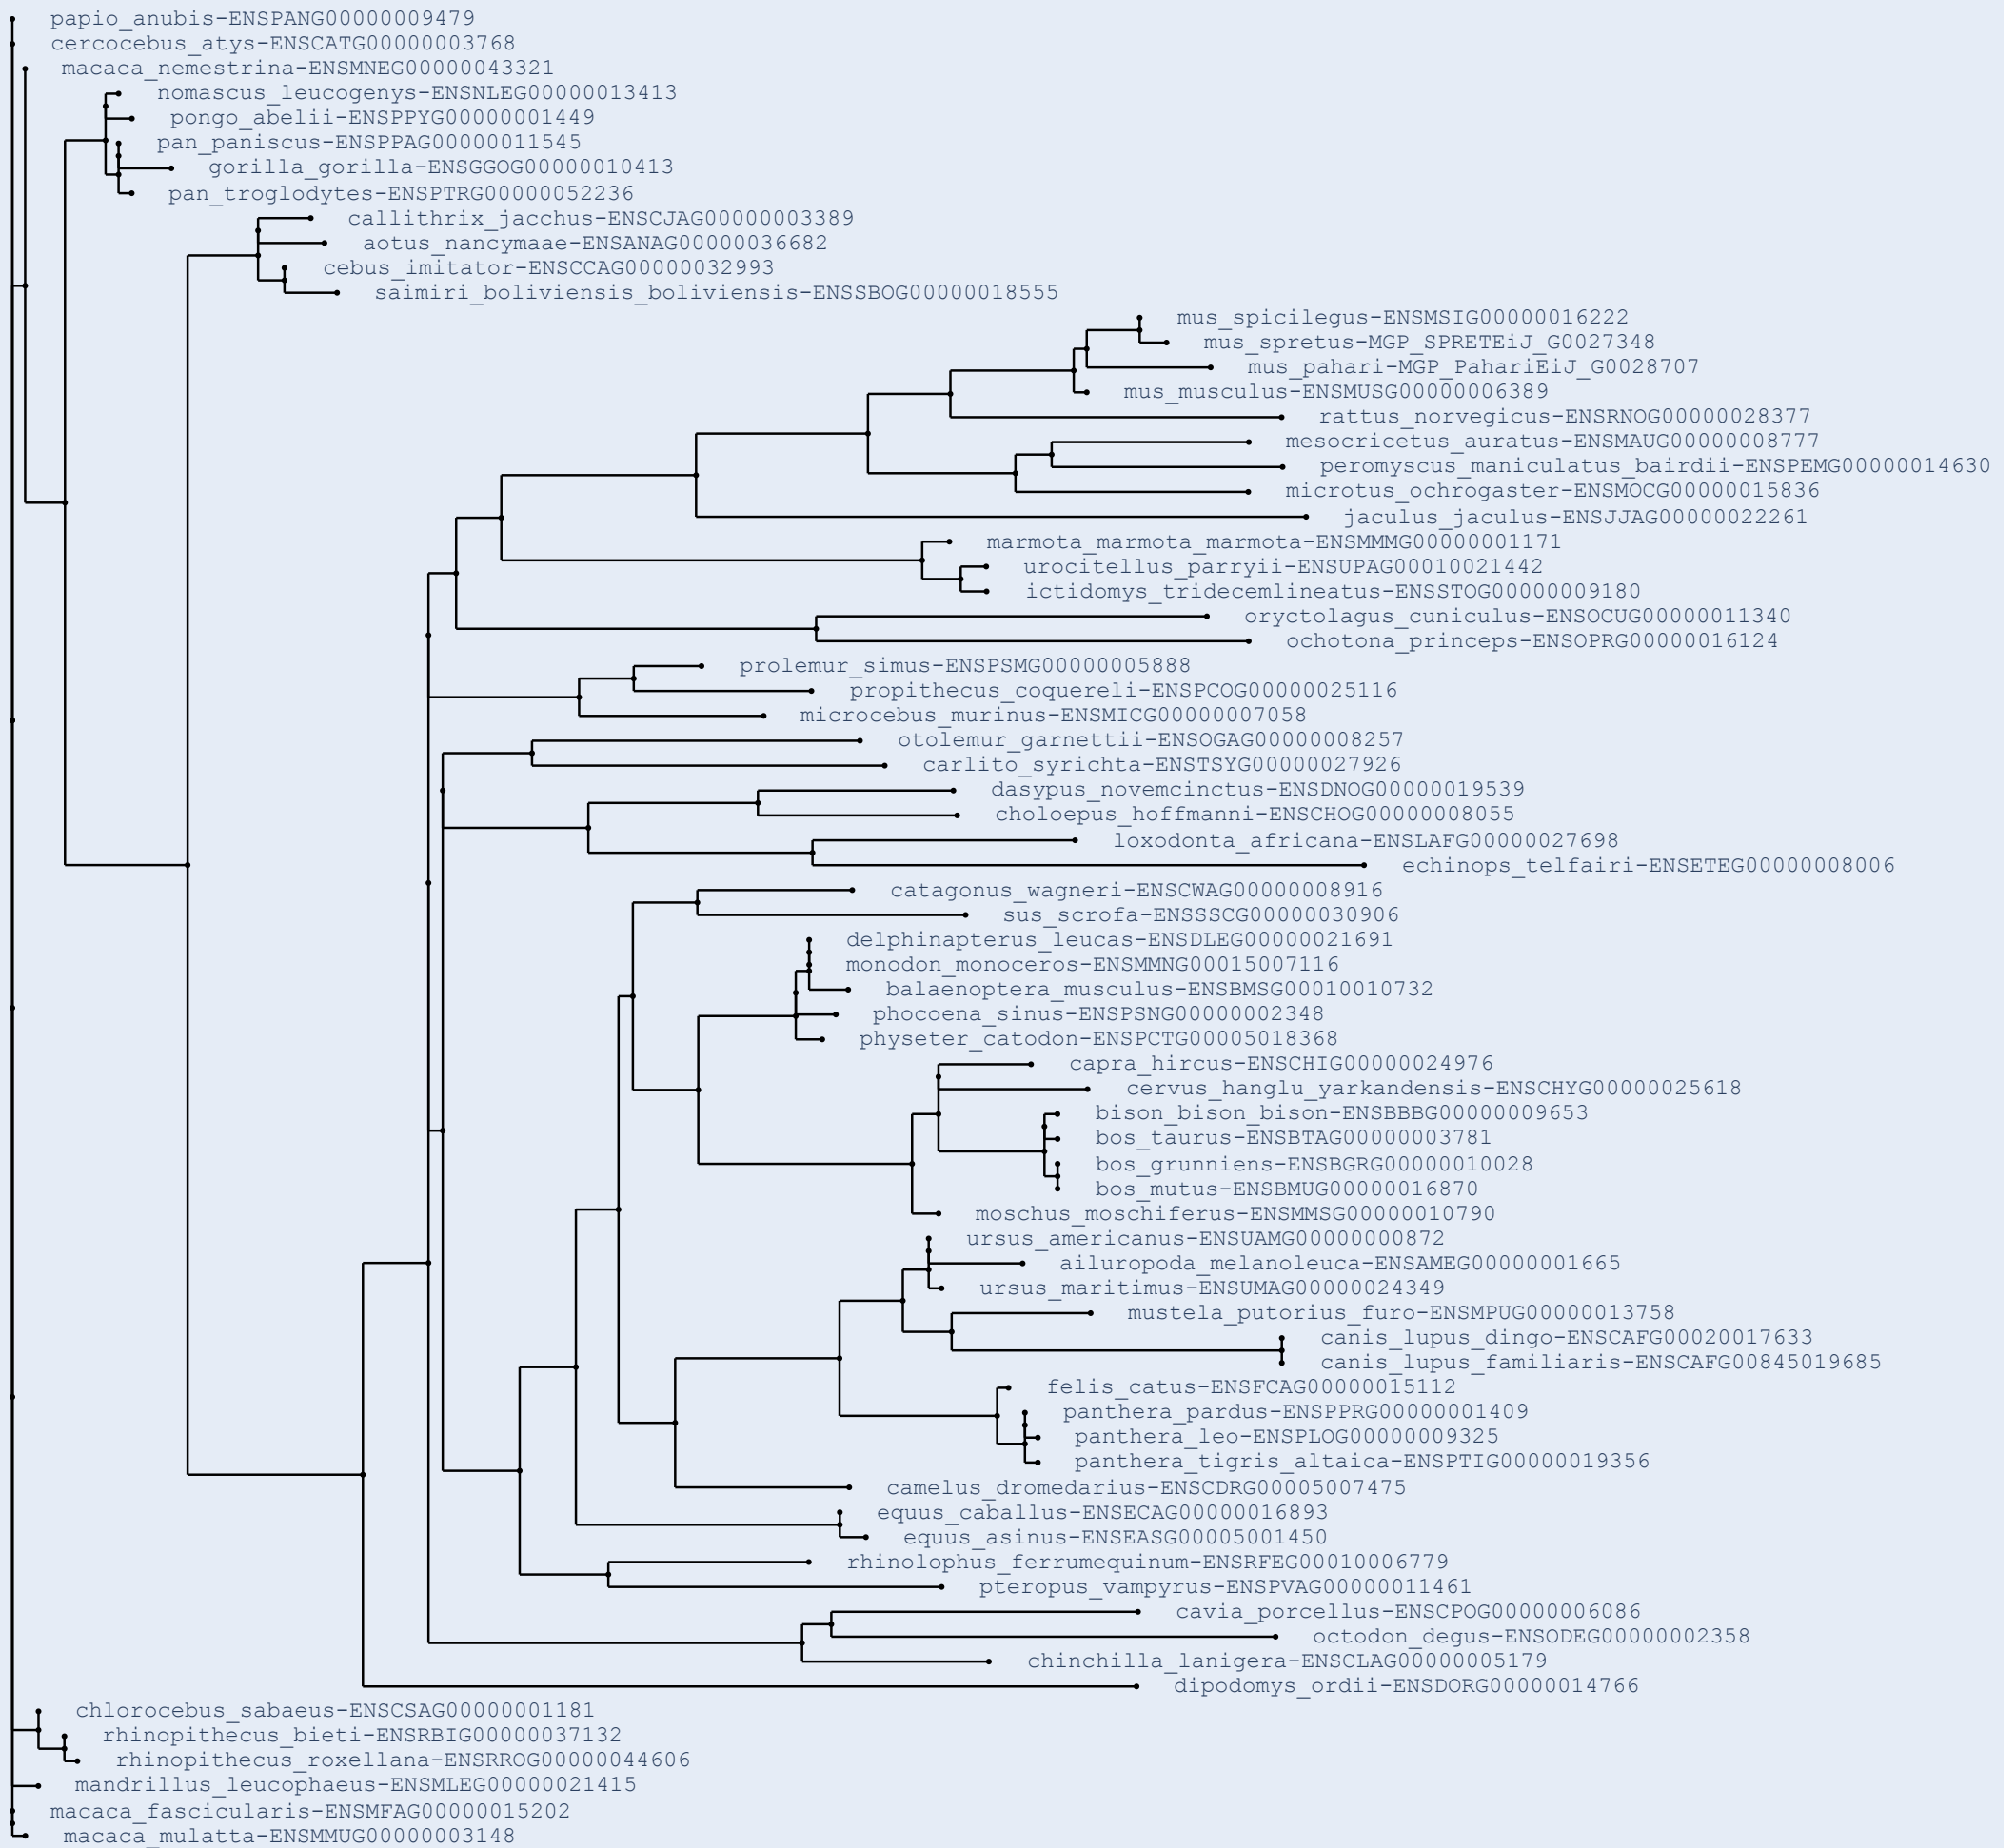 papio_anubis-ENSPANG00000009479
cercocebus_atys-ENSCATG00000003768
macaca_nemestrina-ENSMNEG00000043321
nomascus_leucogenys-ENSNLEG00000013413
pongo_abelii-ENSPPYG00000001449
pan_paniscus-ENSPPAG00000011545
gorilla_gorilla-ENSGGOG00000010413
pan_troglodytes-ENSPTRG00000052236
callithrix_jacchus-ENSCJAG00000003389
aotus_nancymaae-ENSANAG00000036682
cebus_imitator-ENSCCAG00000032993
saimiri_boliviensis_boliviensis-ENSSBOG00000018555
mus_spicilegus-ENSMSIG00000016222
mus_spretus-MGP_SPRETEiJ_G0027348
mus_pahari-MGP_PahariEiJ_G0028707
mus_musculus-ENSMUSG00000006389
rattus_norvegicus-ENSRNOG00000028377
mesocricetus_auratus-ENSMAUG00000008777
peromyscus_maniculatus_bairdii-ENSPEMG00000014630
microtus_ochrogaster-ENSMOCG00000015836
jaculus_jaculus-ENSJJAG00000022261
marmota_marmota_marmota-ENSMMMG00000001171
urocitellus_parryii-ENSUPAG00010021442
ictidomys_tridecemlineatus-ENSSTOG00000009180
oryctolagus_cuniculus-ENSOCUG00000011340
ochotona_princeps-ENSOPRG00000016124
prolemur_simus-ENSPSMG00000005888
propithecus_coquereli-ENSPCOG00000025116
microcebus_murinus-ENSMICG00000007058
otolemur_garnettii-ENSOGAG00000008257
carlito_syrichta-ENSTSYG00000027926
dasypus_novemcinctus-ENSDNOG00000019539
choloepus_hoffmanni-ENSCHOG00000008055
loxodonta_africana-ENSLAFG00000027698
echinops_telfairi-ENSETEG00000008006
catagonus_wagneri-ENSCWAG00000008916
sus_scrofa-ENSSSCG00000030906
delphinapterus_leucas-ENSDLEG00000021691
monodon_monoceros-ENSMMNG00015007116
balaenoptera_musculus-ENSBMSG00010010732
phocoena_sinus-ENSPSNG00000002348
physeter_catodon-ENSPCTG00005018368
capra_hircus-ENSCHIG00000024976
cervus_hanglu_yarkandensis-ENSCHYG00000025618
bison_bison_bison-ENSBBBG00000009653
bos_taurus-ENSBTAG00000003781
bos_grunniens-ENSBGRG00000010028
bos_mutus-ENSBMUG00000016870
moschus_moschiferus-ENSMMSG00000010790
ursus_americanus-ENSUAMG00000000872
ailuropoda_melanoleuca-ENSAMEG00000001665
ursus_maritimus-ENSUMAG00000024349
mustela_putorius_furo-ENSMPUG00000013758
canis_lupus_dingo-ENSCAFG00020017633
canis_lupus_familiaris-ENSCAFG00845019685
felis_catus-ENSFCAG00000015112
panthera_pardus-ENSPPRG00000001409
panthera_leo-ENSPLOG00000009325
panthera_tigris_altaica-ENSPTIG00000019356
camelus_dromedarius-ENSCDRG00005007475
equus_caballus-ENSECAG00000016893
equus_asinus-ENSEASG00005001450
rhinolophus_ferrumequinum-ENSRFEG00010006779
pteropus_vampyrus-ENSPVAG00000011461
cavia_porcellus-ENSCPOG00000006086
octodon_degus-ENSODEG00000002358
chinchilla_lanigera-ENSCLAG00000005179
dipodomys_ordii-ENSDORG00000014766
chlorocebus_sabaeus-ENSCSAG00000001181
rhinopithecus_bieti-ENSRBIG00000037132
rhinopithecus_roxellana-ENSRROG00000044606
mandrillus_leucophaeus-ENSMLEG00000021415
macaca_fascicularis-ENSMFAG00000015202
macaca_mulatta-ENSMMUG00000003148